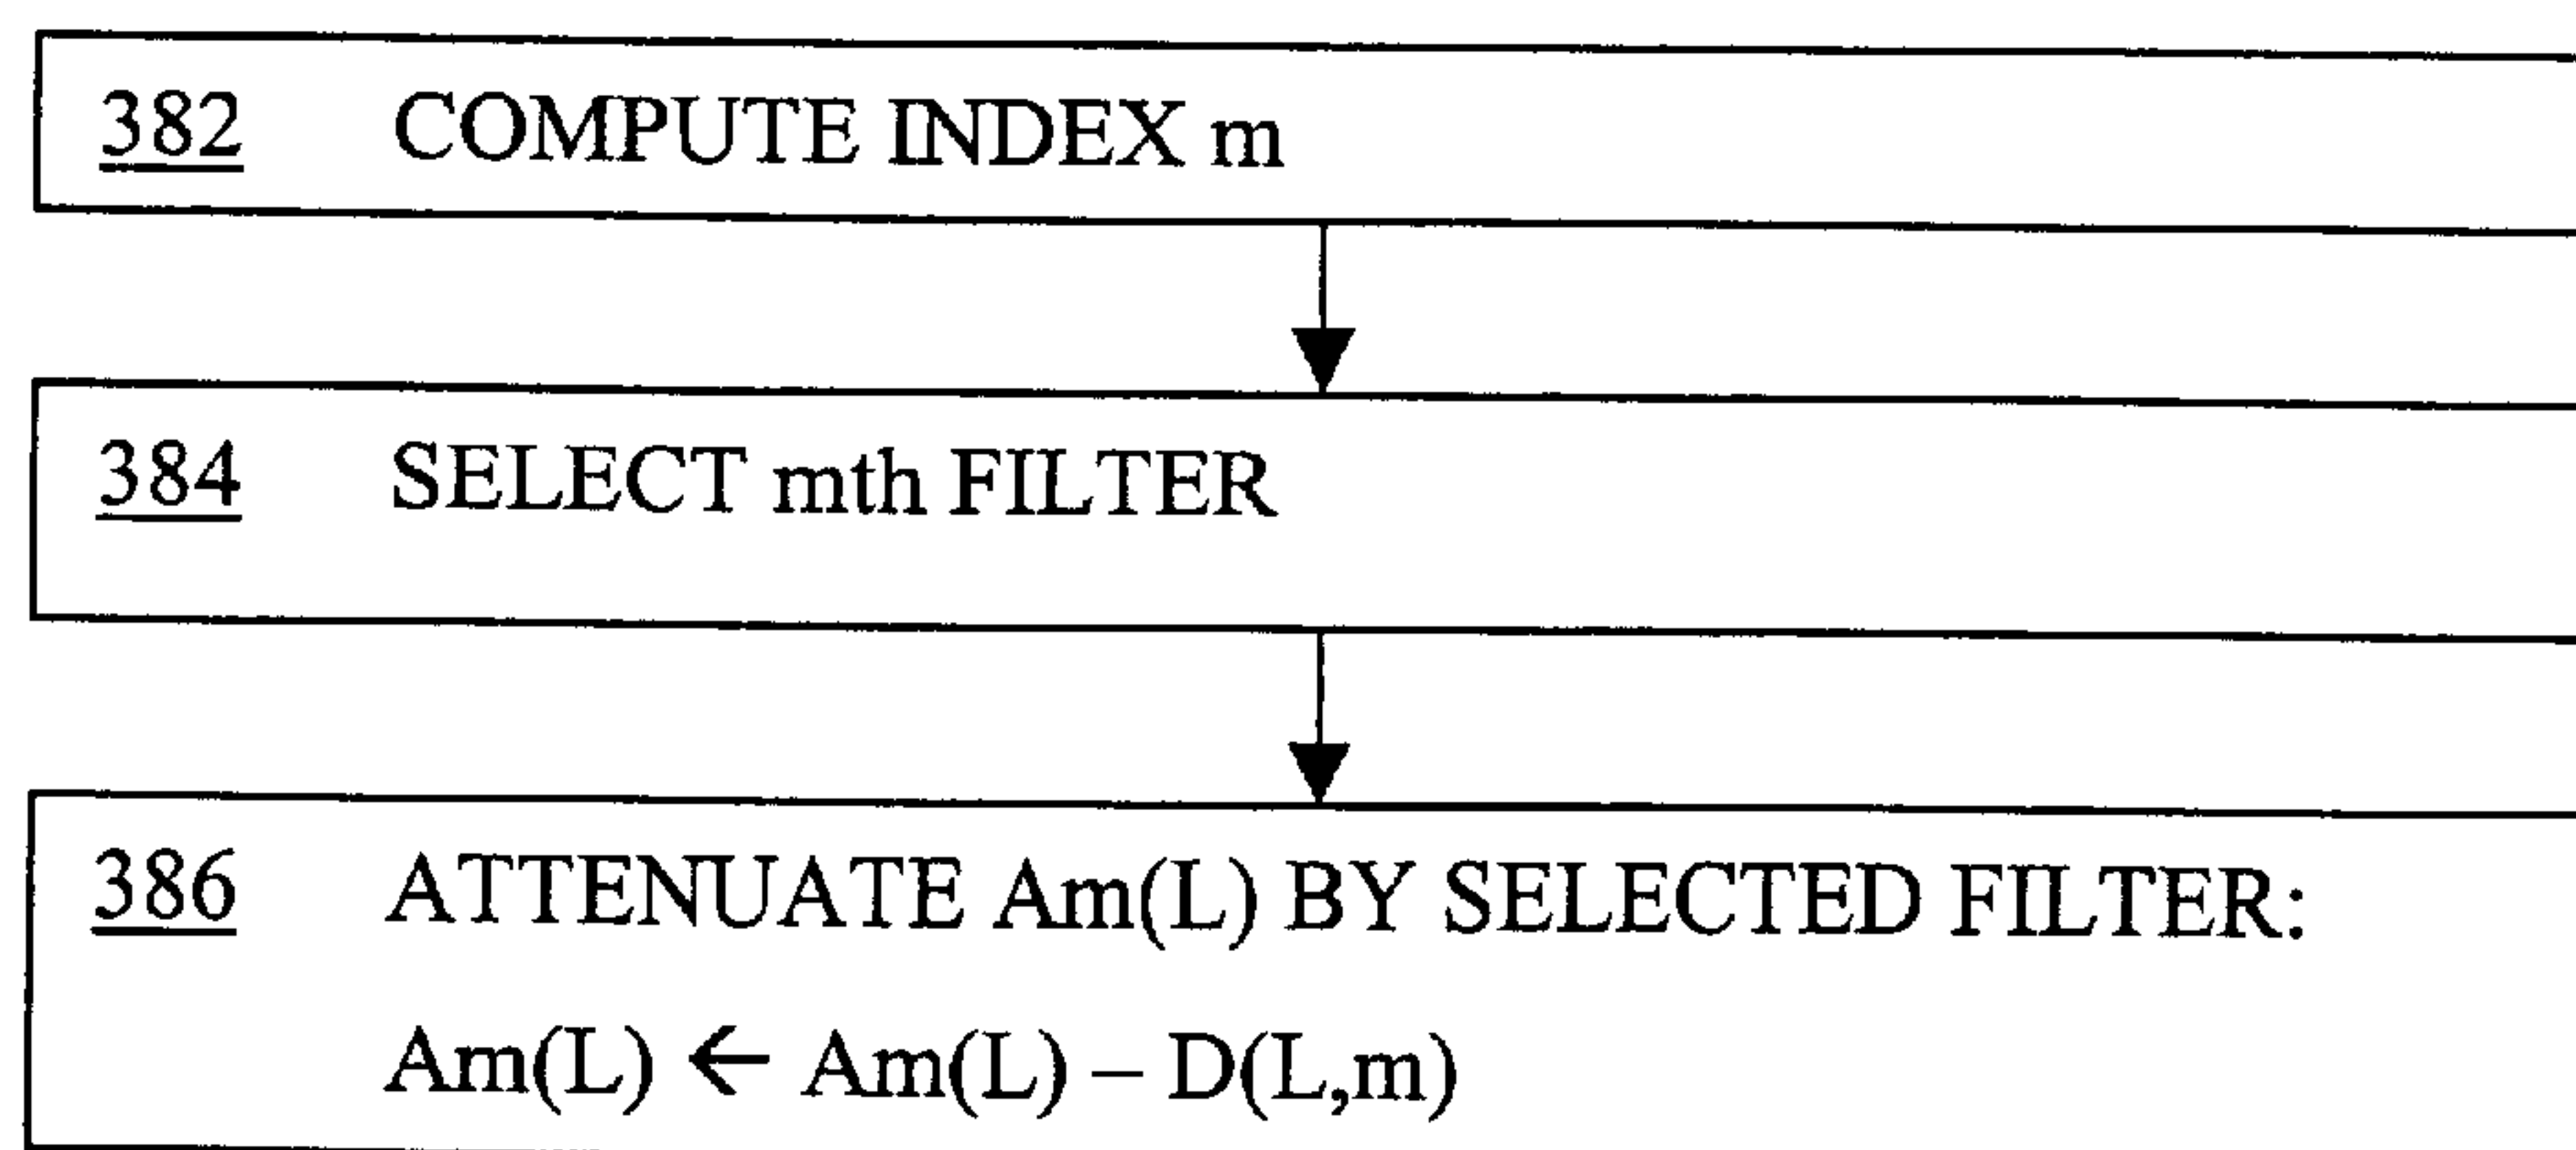 382 COMPUTE INDEX m
384 SELECT mth FILTER
386 ATTENUATE Am(L) BY SELECTED FILTER:
Am(L) ← Am(L) – D(L,m)